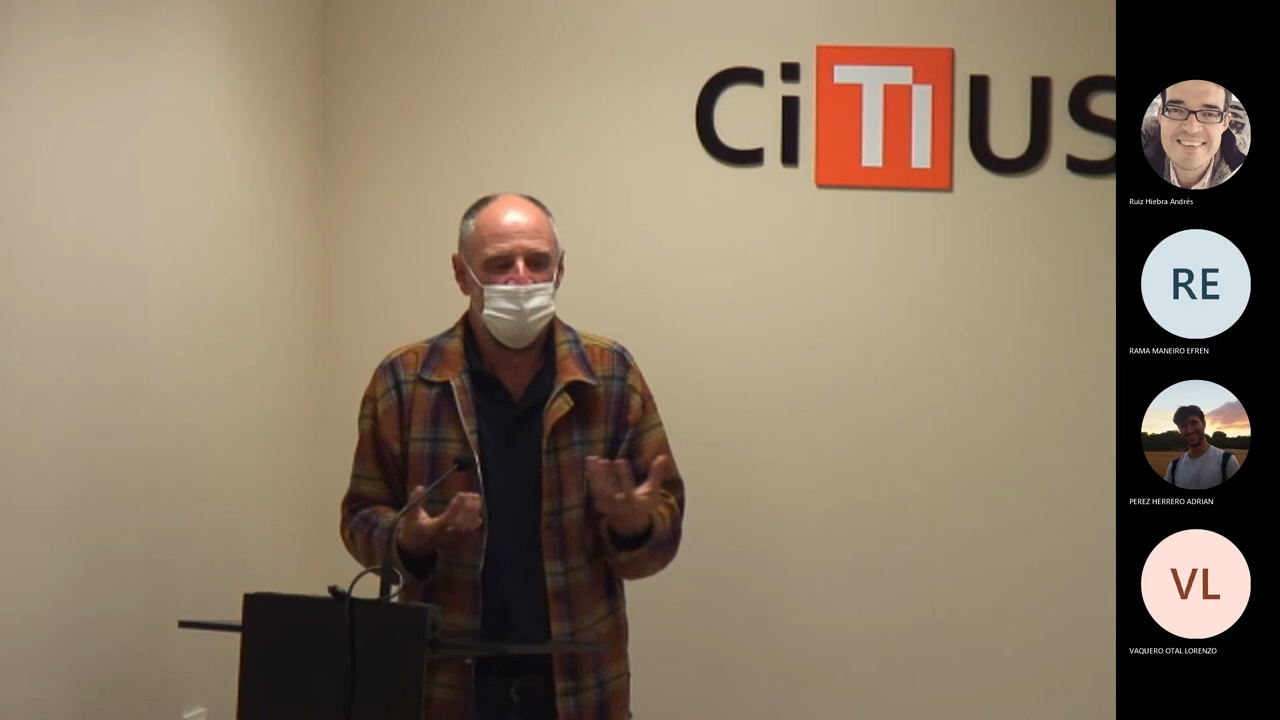 CiTIUS
Ruiz Hiebra Andrés
RE
RAMA MANEIRO EFREN
PEREZ HERRERO ADRIAN
VL
VAQUERO OTAL LORENZO